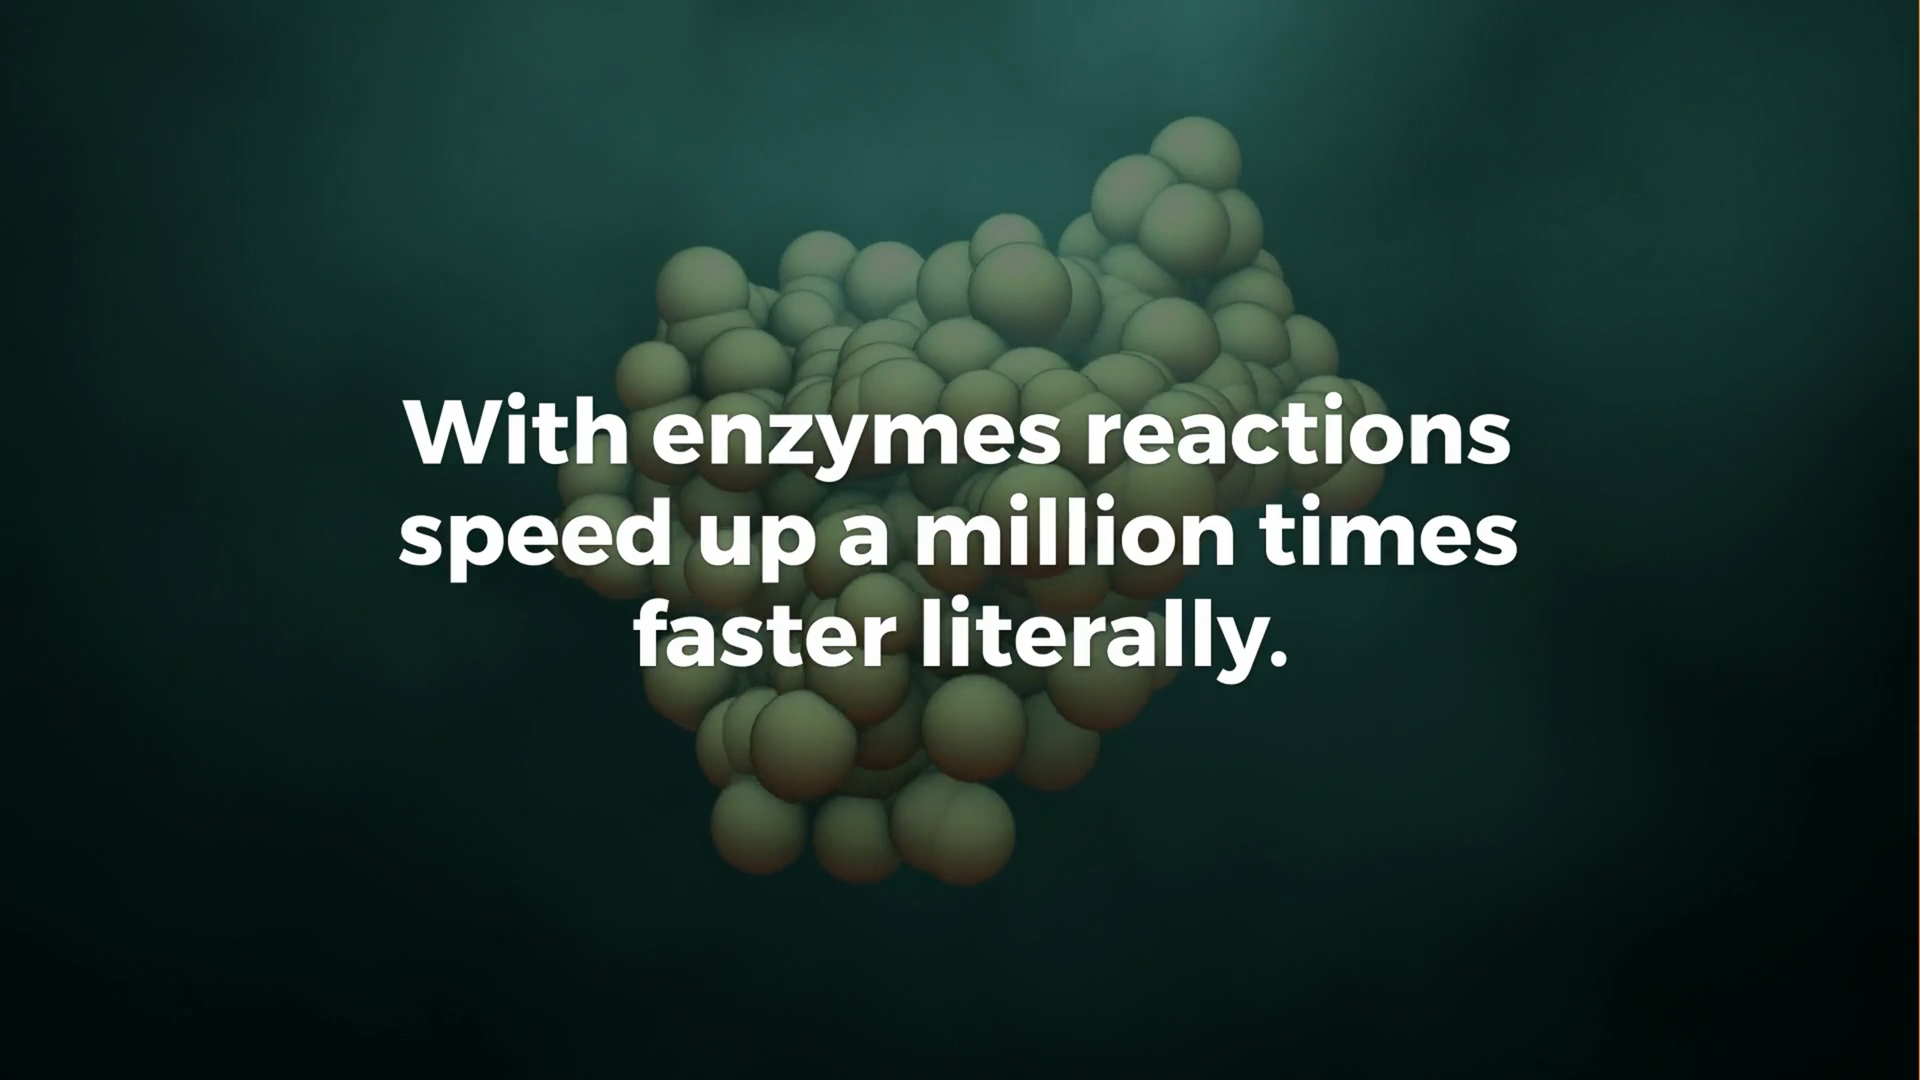 With enzymes reactions
speed up a million times
faster literally.